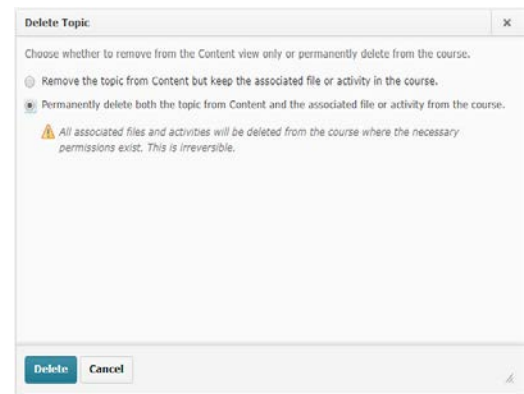 Delete Topic
Choose whether to remove from the Content view only or permanently delete from the course.
Remove the topic from Content but keep the associated file or activity in the course.
Permanently delete both the topic from Content and the associated file or activity from the course.
All associated files and activities will be deleted from the course where the necessary
permissions exist. This is irreversible.
Delete Cancel